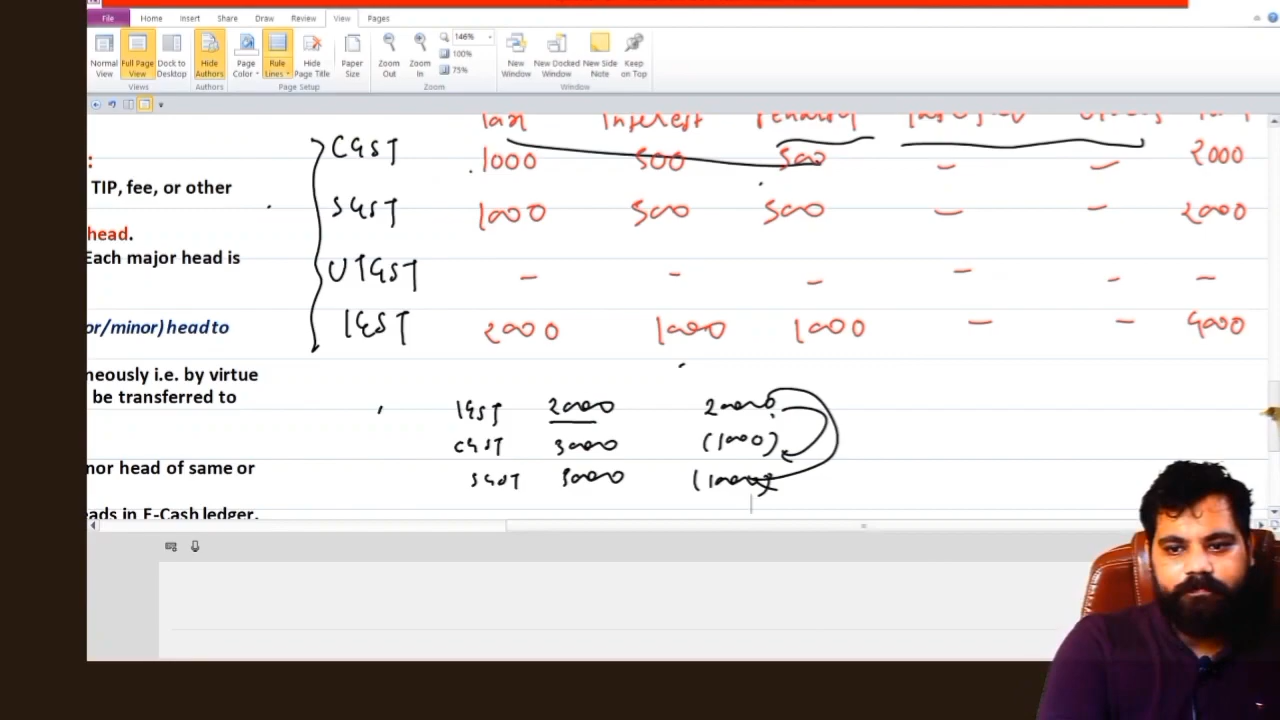 File Home Insert Share Draw Review View Pages
Normal View Full Page View Dock to Desktop Hide Authors Page Color Rule Lines Hide Page Title Paper Size Zoom Out Zoom In 146% 100% 75% New Window New Docked Window New Side Note Keep on Top
Views Authors Page Setup Zoom Window
Tax Interest Penalty
: CGST 1000 500 500 - - 2000
TIP, fee, or other
SGST 1000 500 500 - - 2000
head.
Each major head is
UTGST - - - - - -
or/minor) head to
IGST 2000 1000 1000 - - 4000
neously i.e. by virtue
be transferred to
IGST 2000 2000
CGST 3000 (1000)
nor head of same or
SGST 3000 (1000)
eads in E-Cash ledger.